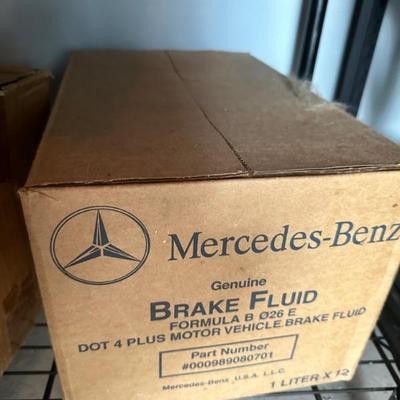 Mercedes-Benz
Genuine
BRAKE FLUID
FORMULA B Ø26 E
DOT 4 PLUS MOTOR VEHICLE BRAKE FLUID
Part Number
#000989080701
Mercedes-Benz U.S.A. L.L.C.
1 LITER X 12